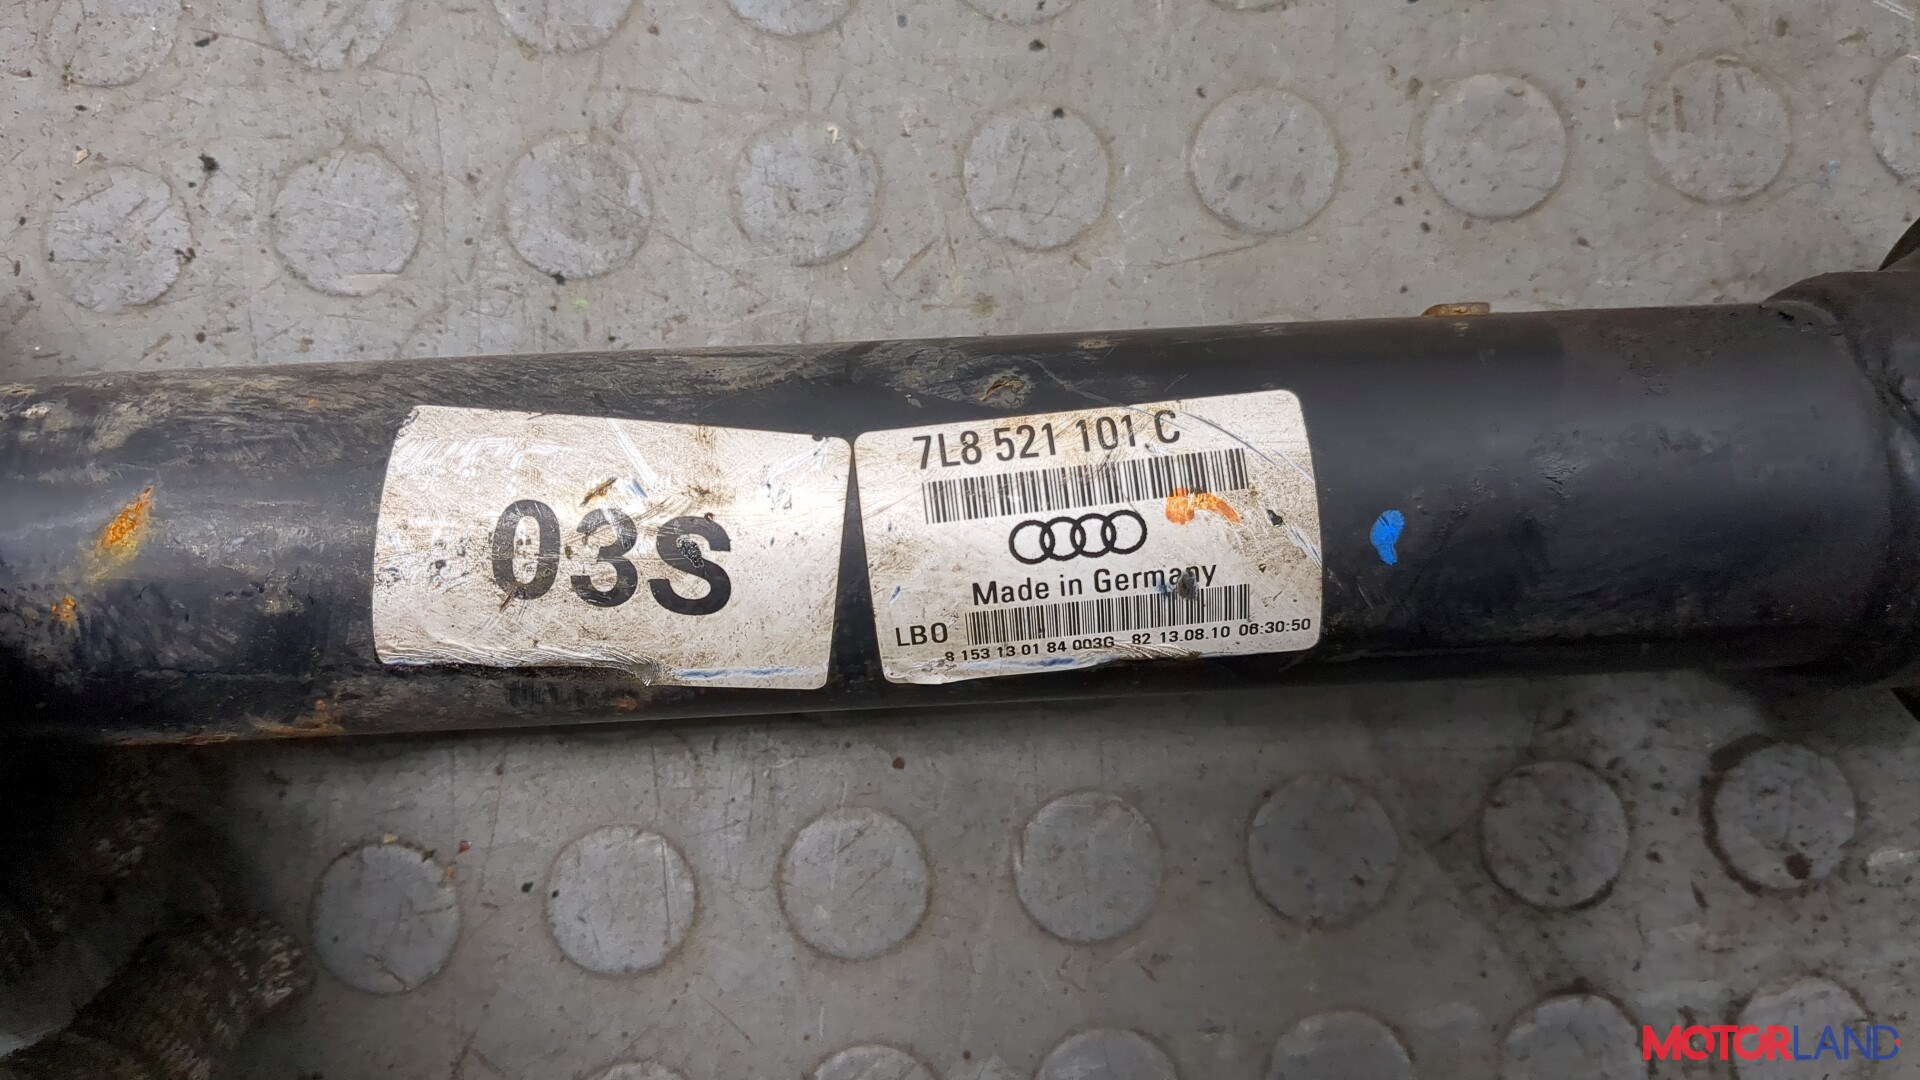 03S
7L8 521 101 C
Made in Germany
LB0
8 153 13 01 84 003G 82 13.08.10 06:30:50
MOTORLAND